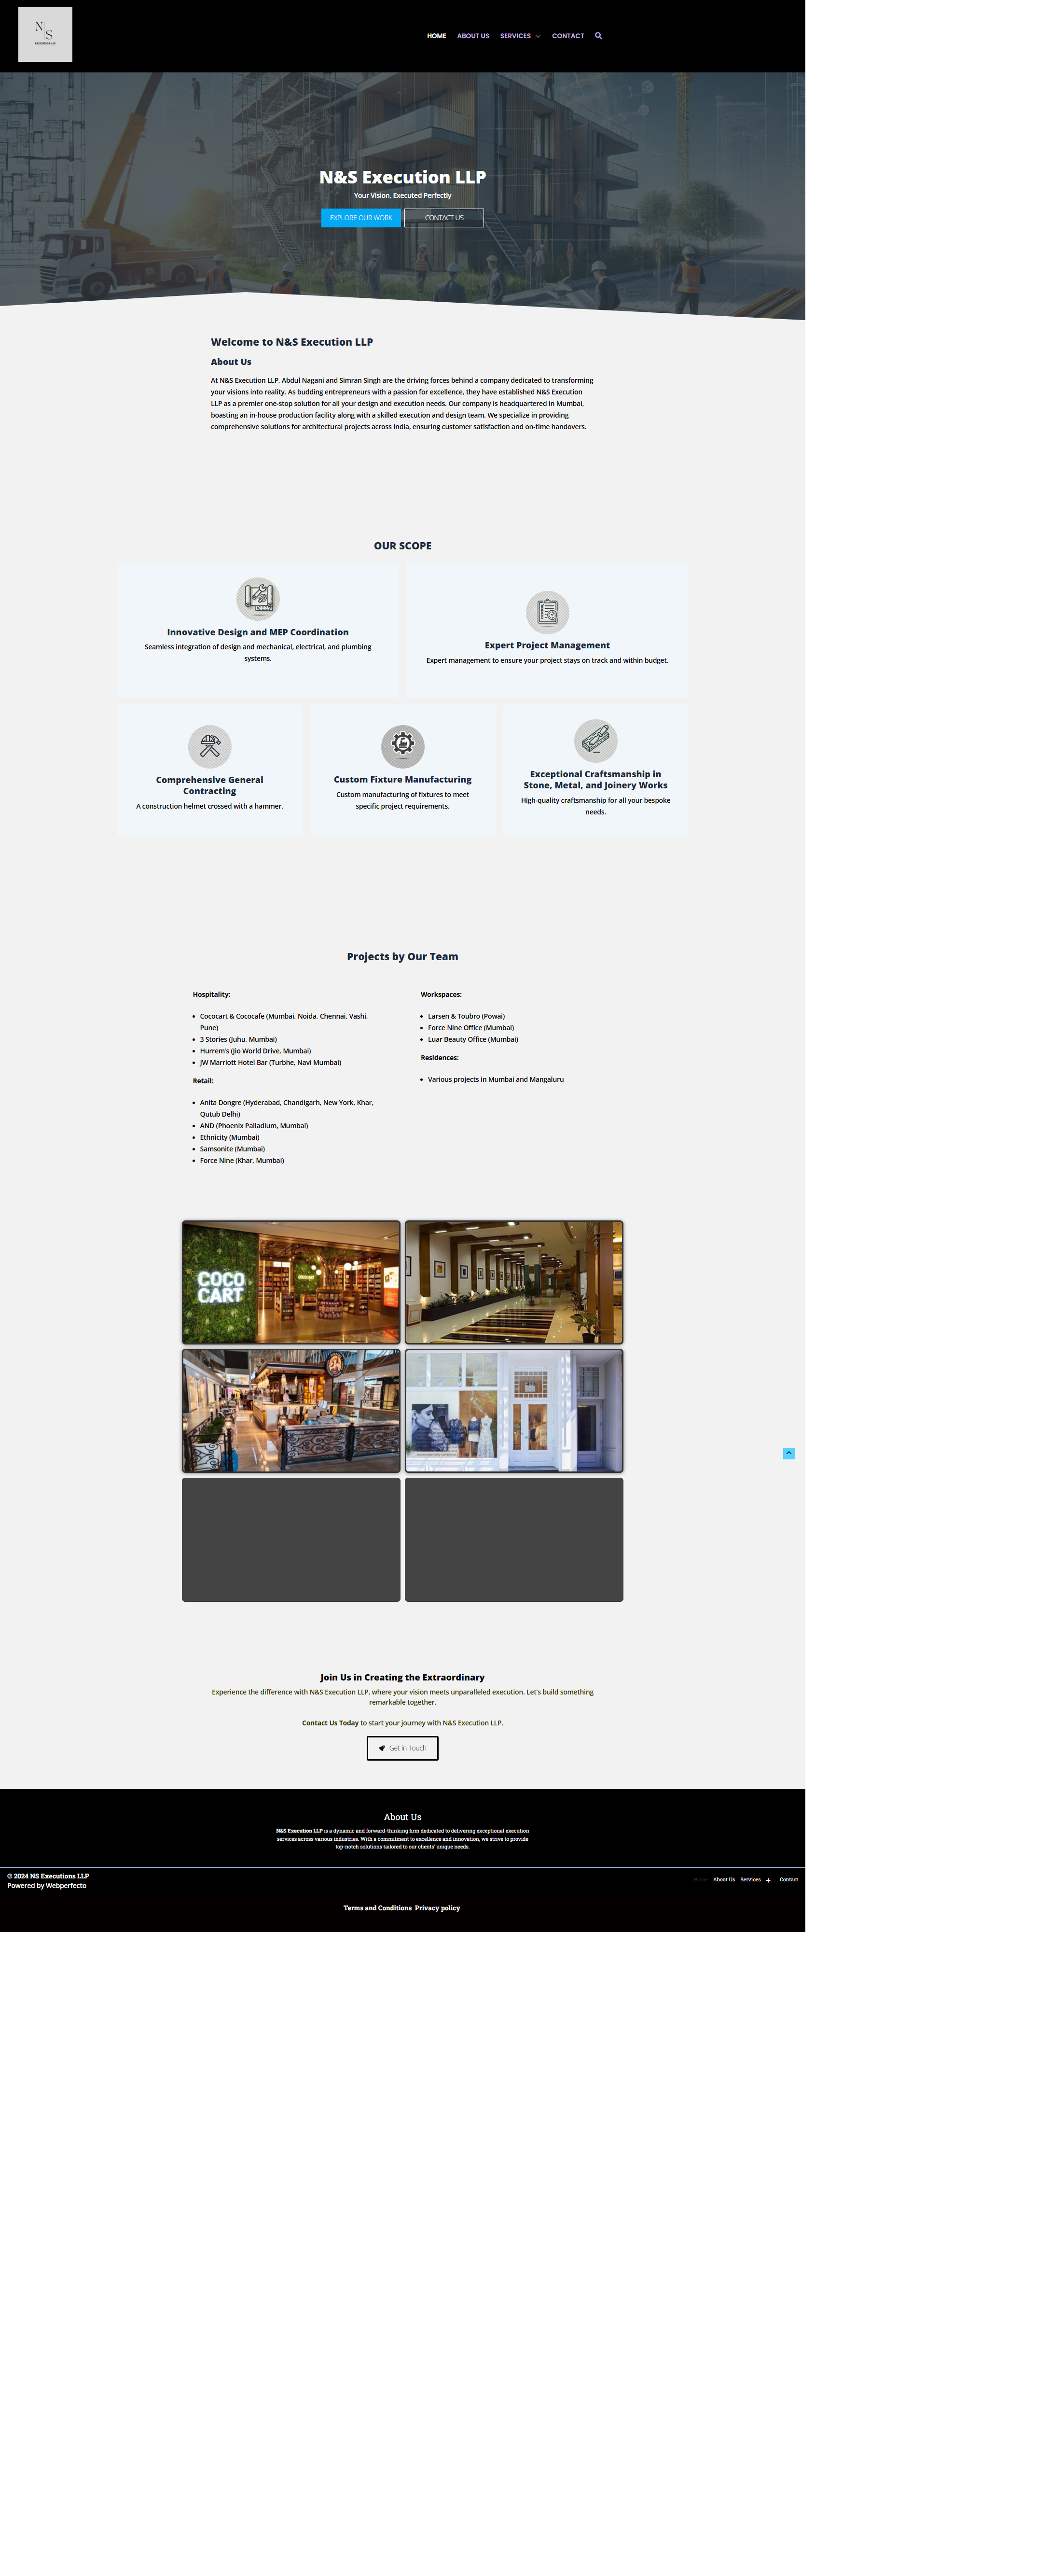 N S
EXECUTION LLP
HOME ABOUT US SERVICES CONTACT
N&S Execution LLP
Your Vision, Executed Perfectly
EXPLORE OUR WORK CONTACT US
Welcome to N&S Execution LLP
About Us
At N&S Execution LLP, Abdul Nagani and Simran Singh are the driving forces behind a company dedicated to transforming
your visions into reality. As budding entrepreneurs with a passion for excellence, they have established N&S Execution
LLP as a premier one-stop solution for all your design and execution needs. Our company is headquartered in Mumbai,
boasting an in-house production facility along with a skilled execution and design team. We specialize in providing
comprehensive solutions for architectural projects across India, ensuring customer satisfaction and on-time handovers.
OUR SCOPE
Innovative Design and MEP Coordination
Seamless integration of design and mechanical, electrical, and plumbing
systems.
Expert Project Management
Expert management to ensure your project stays on track and within budget.
Comprehensive General
Contracting
A construction helmet crossed with a hammer.
Custom Fixture Manufacturing
Custom manufacturing of fixtures to meet
specific project requirements.
Exceptional Craftsmanship in
Stone, Metal, and Joinery Works
High-quality craftsmanship for all your bespoke
needs.
Projects by Our Team
Hospitality:
Cococart & Cococafe (Mumbai, Noida, Chennai, Vashi,
Pune)
3 Stories (Juhu, Mumbai)
Hurrem's (Jio World Drive, Mumbai)
JW Marriott Hotel Bar (Turbhe, Navi Mumbai)
Retail:
Anita Dongre (Hyderabad, Chandigarh, New York, Khar,
Qutub Delhi)
AND (Phoenix Palladium, Mumbai)
Ethnicity (Mumbai)
Samsonite (Mumbai)
Force Nine (Khar, Mumbai)
Workspaces:
Larsen & Toubro (Powai)
Force Nine Office (Mumbai)
Luar Beauty Office (Mumbai)
Residences:
Various projects in Mumbai and Mangaluru
COCO
CART
Join Us in Creating the Extraordinary
Experience the difference with N&S Execution LLP, where your vision meets unparalleled execution. Let's build something
remarkable together.
Contact Us Today to start your journey with N&S Execution LLP.
Get in Touch
About Us
N&S Execution LLP is a dynamic and forward-thinking firm dedicated to delivering exceptional execution
services across various industries. With a commitment to excellence and innovation, we strive to provide
top-notch solutions tailored to our clients' unique needs.
© 2024 NS Executions LLP
Powered by Webperfecto
Home About Us Services + Contact
Terms and Conditions Privacy policy